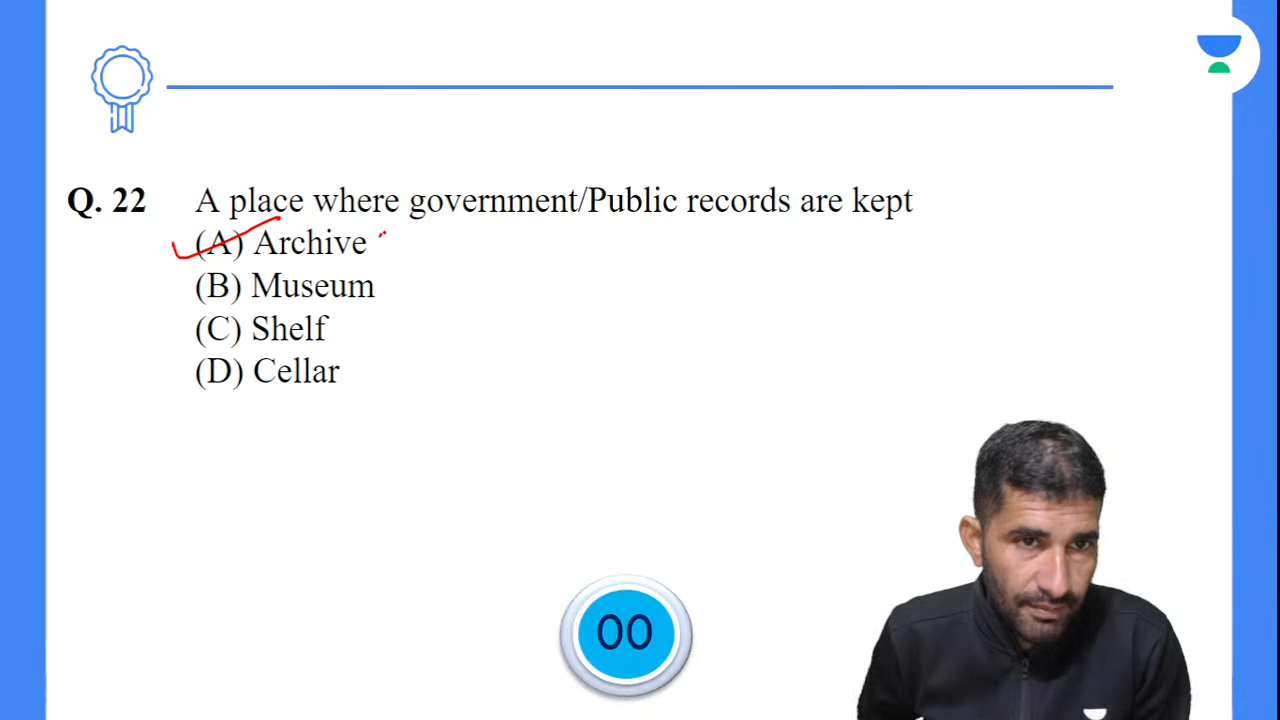 Q. 22 A place where government/Public records are kept
(A) Archive
(B) Museum
(C) Shelf
(D) Cellar
00